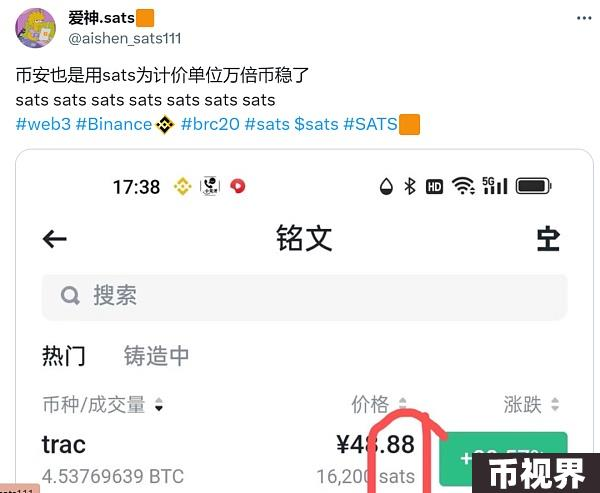 爱神.sats
@aishen_sats111
币安也是用sats为计价单位万倍币稳了
sats sats sats sats sats sats sats
#web3 #Binance #brc20 #sats $sats #SATS
17:38
HD 5G
铭文
搜索
热门 铸造中
币种/成交量 价格 涨跌
trac ¥48.88
4.53769639 BTC 16,200 sats
币视界